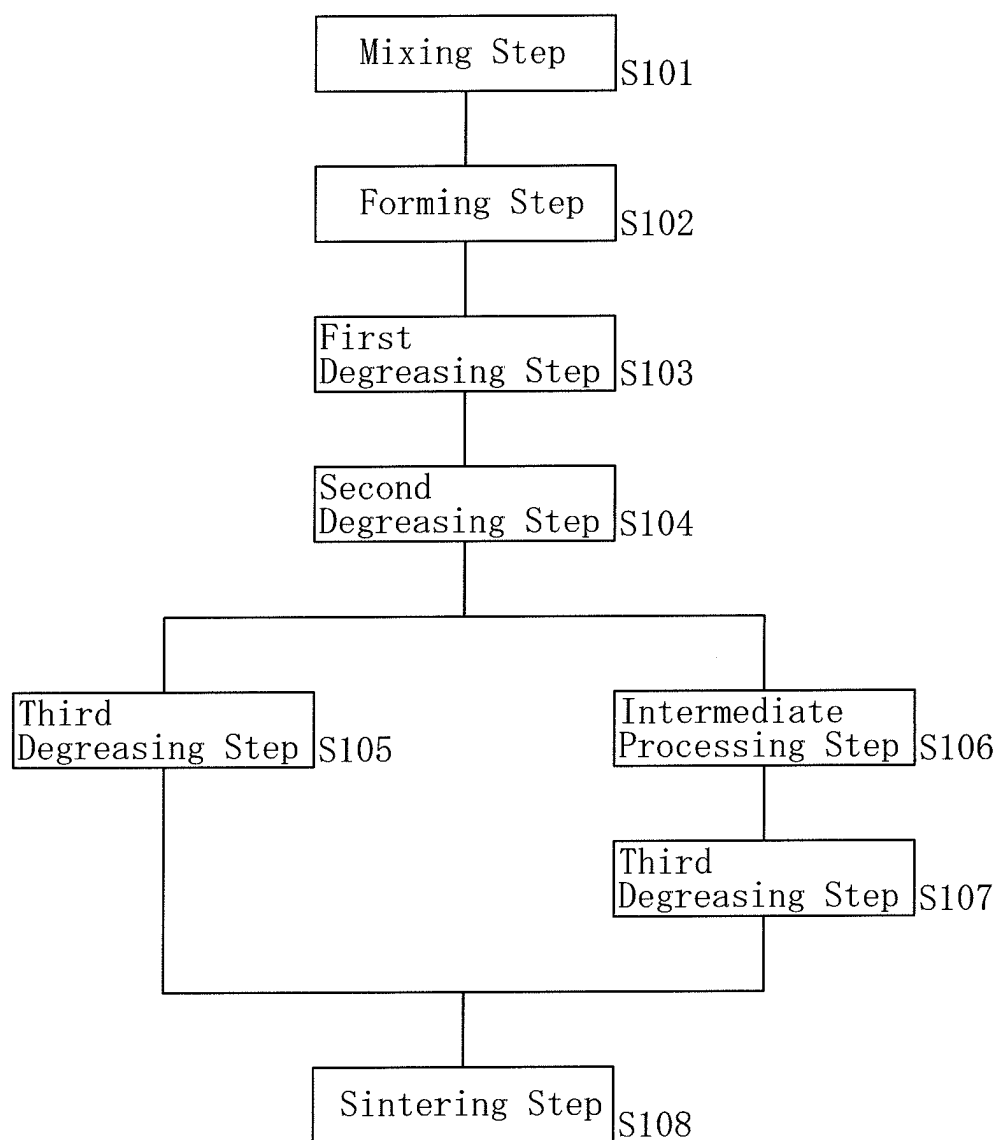 Mixing Step
S101
Forming Step
S102
First
Degreasing Step
S103
Second
Degreasing Step
S104
Third
Degreasing Step
S105
Intermediate
Processing Step
S106
Third
Degreasing Step
S107
Sintering Step
S108